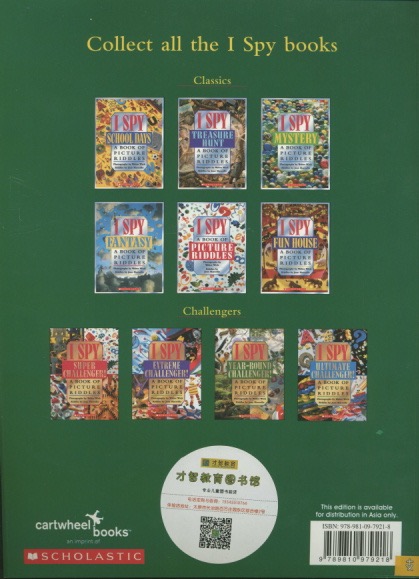 Collect all the I Spy books
Classics
I SPY
SCHOOL DAYS
A BOOK OF
PICTURE
RIDDLES
I SPY
TREASURE
HUNT
A BOOK OF
PICTURE
RIDDLES
I SPY
MYSTERY
A BOOK OF
PICTURE
RIDDLES
I SPY
FANTASY
A BOOK OF
PICTURE
RIDDLES
I SPY
A BOOK OF
PICTURE
RIDDLES
I SPY
FUN HOUSE
A BOOK OF
PICTURE
RIDDLES
Challengers
I SPY
SUPER
CHALLENGER!
A BOOK OF
PICTURE
RIDDLES
I SPY
EXTREME
CHALLENGER!
A BOOK OF
PICTURE
RIDDLES
I SPY
YEAR-ROUND
CHALLENGER!
A BOOK OF
PICTURE
RIDDLES
I SPY
ULTIMATE
CHALLENGER!
A BOOK OF
PICTURE
RIDDLES
才智教育图书馆
cartwheel
books
an imprint of
SCHOLASTIC
This edition is available
for distribution in Asia only.
ISBN: 978-981-09-7921-8
9 789810 979218